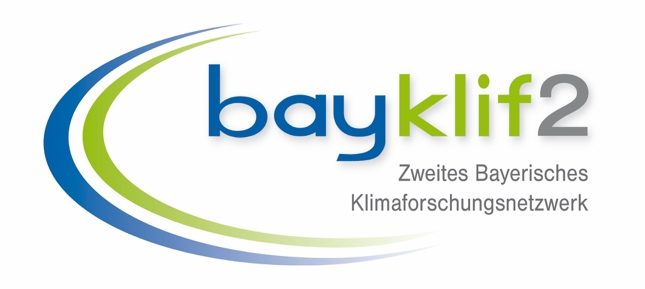 bayklif2
Zweites Bayerisches
Klimaforschungsnetzwerk